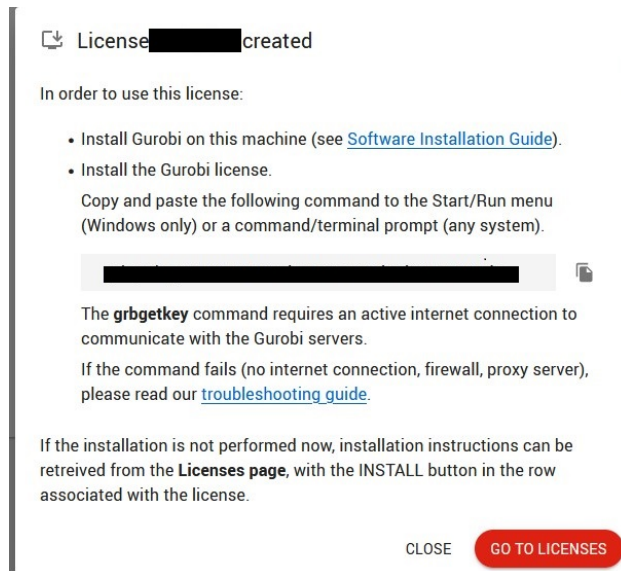 License created
In order to use this license:
• Install Gurobi on this machine (see Software Installation Guide).
• Install the Gurobi license.
Copy and paste the following command to the Start/Run menu
(Windows only) or a command/terminal prompt (any system).
The grbgetkey command requires an active internet connection to
communicate with the Gurobi servers.
If the command fails (no internet connection, firewall, proxy server),
please read our troubleshooting guide.
If the installation is not performed now, installation instructions can be
retreived from the Licenses page, with the INSTALL button in the row
associated with the license.
CLOSE GO TO LICENSES